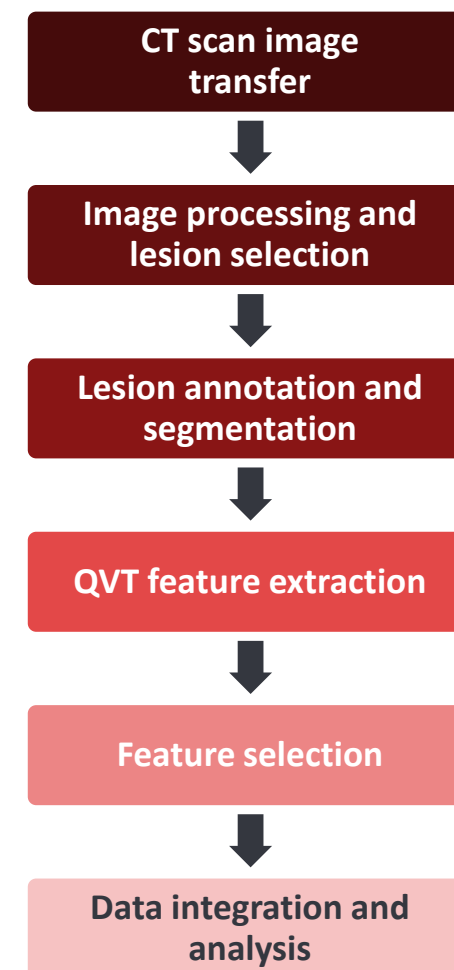 CT scan image
transfer
Image processing and
lesion selection
Lesion annotation and
segmentation
QVT feature extraction
Feature selection
Data integration and
analysis